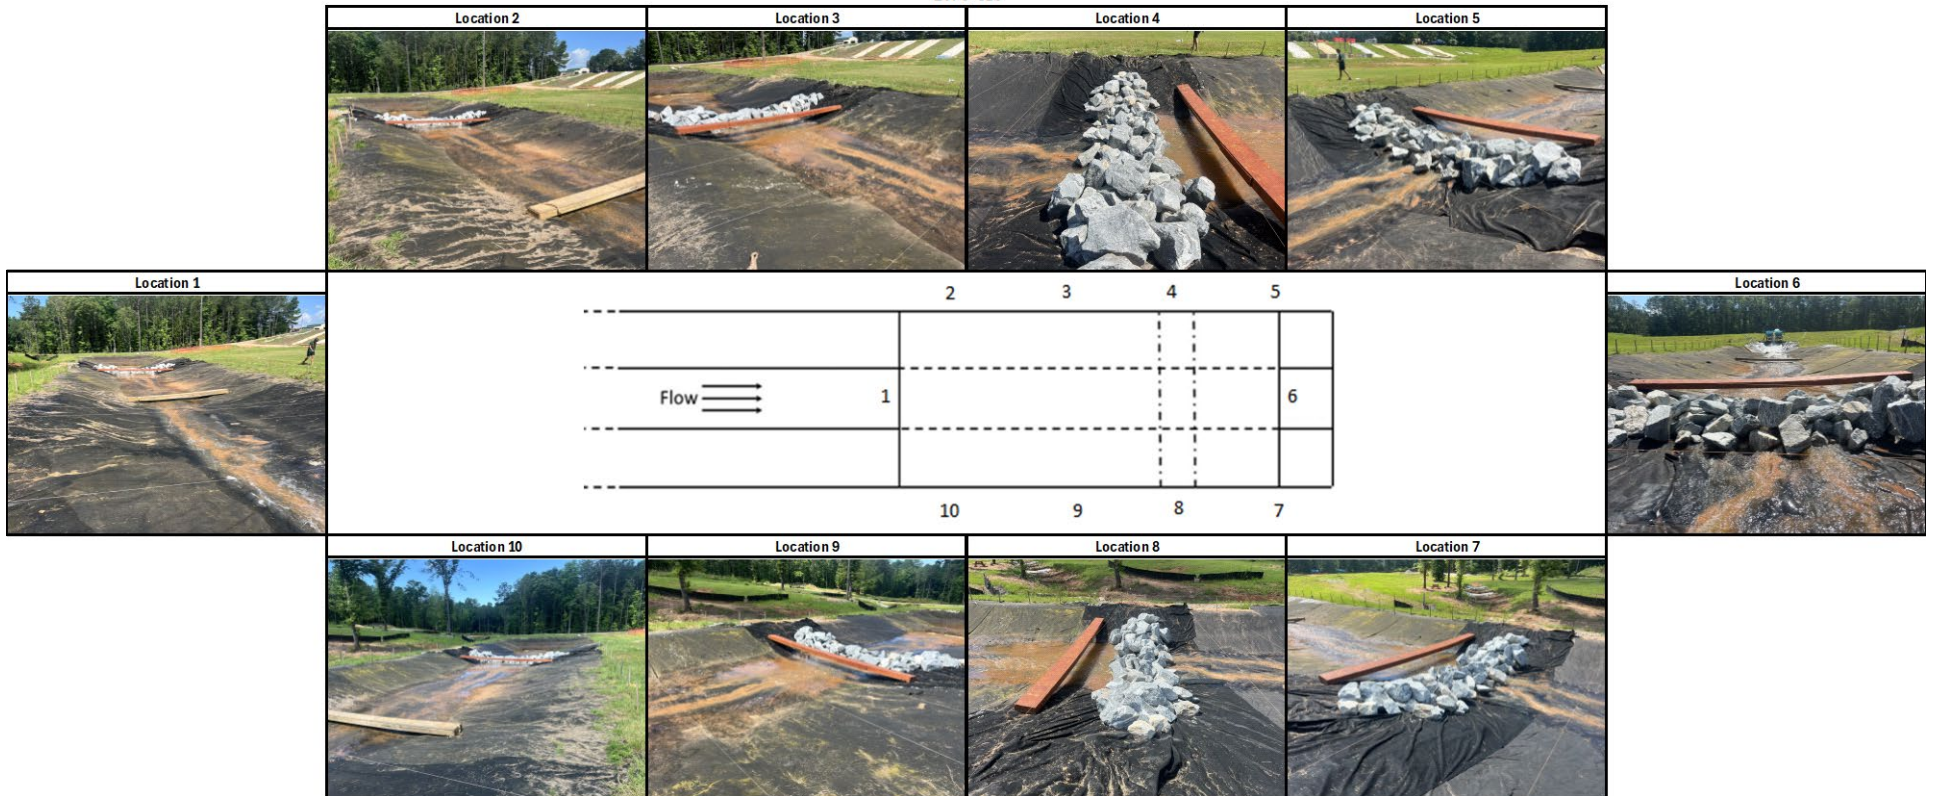 Location 2
Location 3
Location 4
Location 5
Location 1
Location 6
2
3
4
5
Flow
1
6
10
9
8
7
Location 10
Location 9
Location 8
Location 7